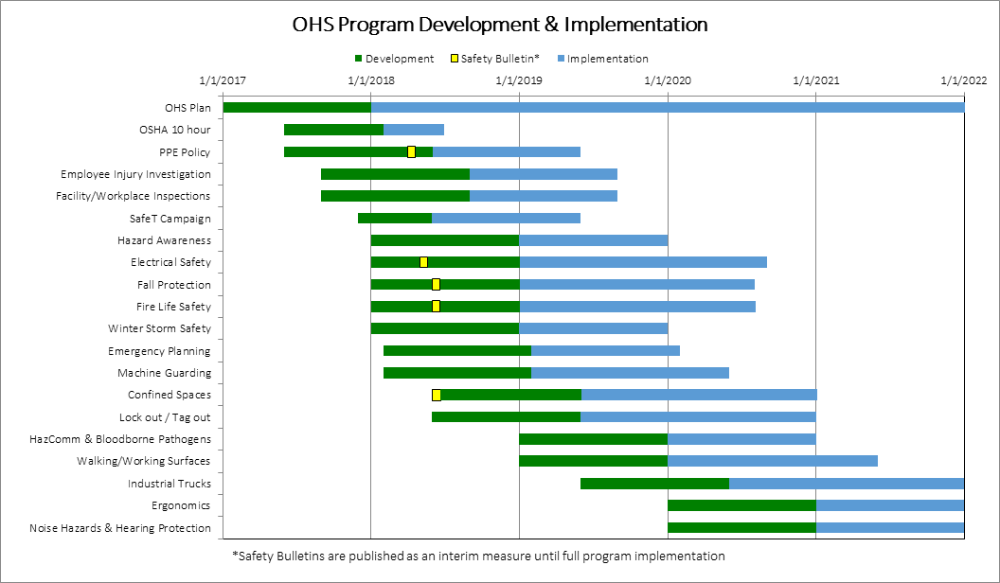 OHS Program Development & Implementation
Development Safety Bulletin* Implementation
1/1/2017 1/1/2018 1/1/2019 1/1/2020 1/1/2021 1/1/2022
OHS Plan
OSHA 10 hour
PPE Policy
Employee Injury Investigation
Facility/Workplace Inspections
SafeT Campaign
Hazard Awareness
Electrical Safety
Fall Protection
Fire Life Safety
Winter Storm Safety
Emergency Planning
Machine Guarding
Confined Spaces
Lock out / Tag out
HazComm & Bloodborne Pathogens
Walking/Working Surfaces
Industrial Trucks
Ergonomics
Noise Hazards & Hearing Protection
*Safety Bulletins are published as an interim measure until full program implementation